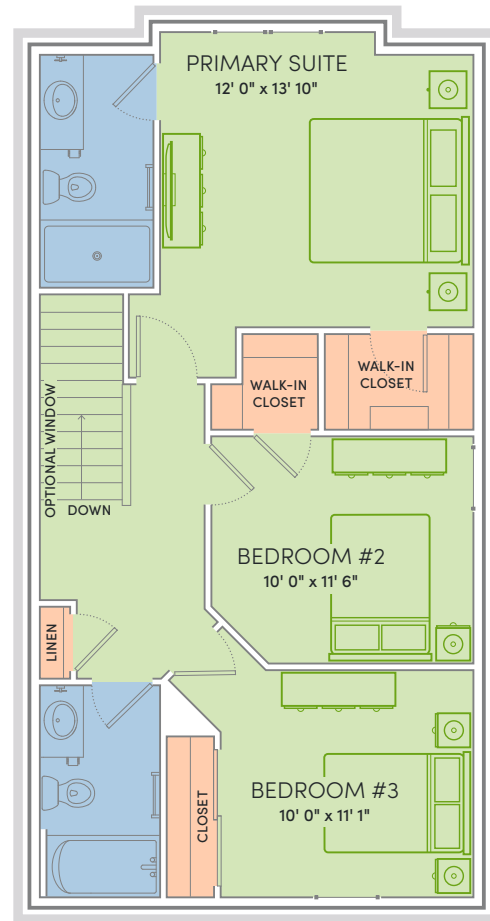 PRIMARY SUITE
12' 0" x 13' 10"
WALK-IN
CLOSET
WALK-IN
CLOSET
OPTIONAL WINDOW
DOWN
BEDROOM #2
10' 0" x 11' 6"
LINEN
BEDROOM #3
10' 0" x 11' 1"
CLOSET